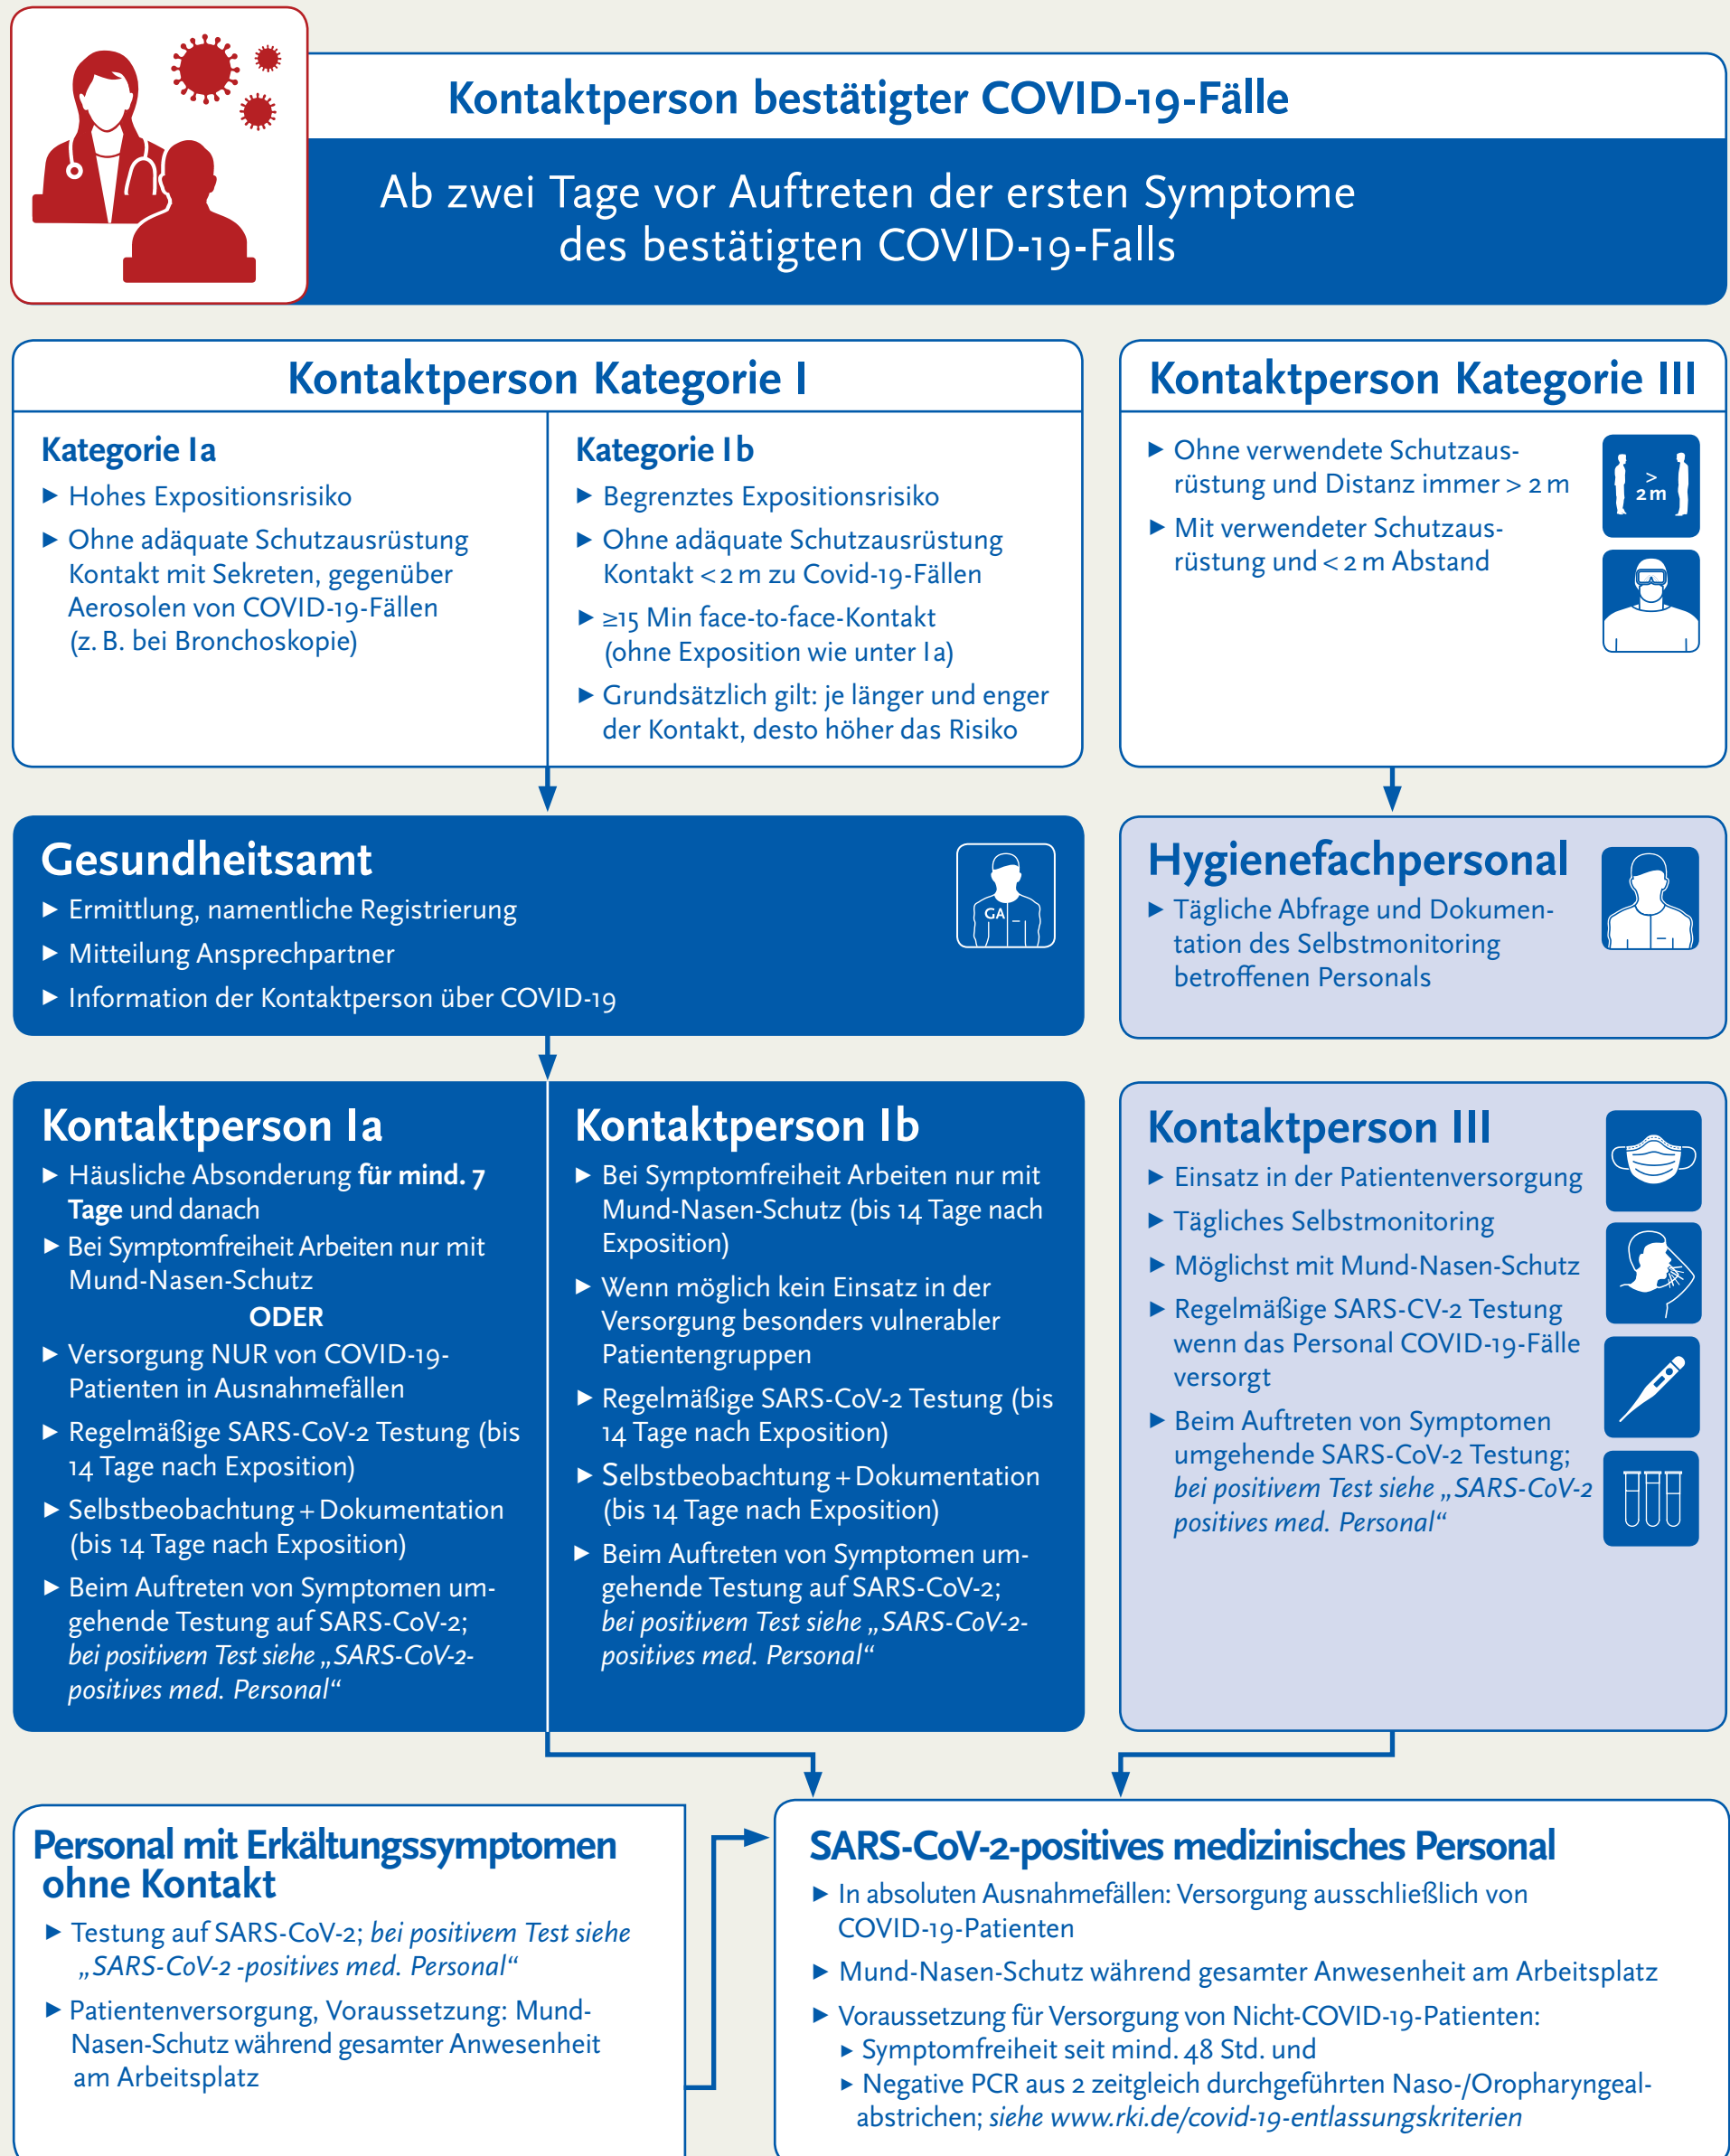 Kontaktperson bestätigter COVID-19-Fälle
Ab zwei Tage vor Auftreten der ersten Symptome
des bestätigten COVID-19-Falls
Kontaktperson Kategorie I
Kategorie Ia
► Hohes Expositionsrisiko
► Ohne adäquate Schutzausrüstung
Kontakt mit Sekreten, gegenüber
Aerosolen von COVID-19-Fällen
(z. B. bei Bronchoskopie)
Kategorie Ib
► Begrenztes Expositionsrisiko
► Ohne adäquate Schutzausrüstung
Kontakt < 2 m zu Covid-19-Fällen
► ≥15 Min face-to-face-Kontakt
(ohne Exposition wie unter Ia)
► Grundsätzlich gilt: je länger und enger
der Kontakt, desto höher das Risiko
Kontaktperson Kategorie III
► Ohne verwendete Schutzaus-
rüstung und Distanz immer > 2 m
► Mit verwendeter Schutzaus-
rüstung und < 2 m Abstand
>
2 m
Gesundheitsamt
► Ermittlung, namentliche Registrierung
► Mitteilung Ansprechpartner
► Information der Kontaktperson über COVID-19
GA
Hygienefachpersonal
► Tägliche Abfrage und Dokumen-
tation des Selbstmonitoring
betroffenen Personals
Kontaktperson Ia
► Häusliche Absonderung für mind. 7
Tage und danach
► Bei Symptomfreiheit Arbeiten nur mit
Mund-Nasen-Schutz
ODER
► Versorgung NUR von COVID-19-
Patienten in Ausnahmefällen
► Regelmäßige SARS-CoV-2 Testung (bis
14 Tage nach Exposition)
► Selbstbeobachtung + Dokumentation
(bis 14 Tage nach Exposition)
► Beim Auftreten von Symptomen um-
gehende Testung auf SARS-CoV-2;
bei positivem Test siehe „SARS-CoV-2-
positives med. Personal“
Kontaktperson Ib
► Bei Symptomfreiheit Arbeiten nur mit
Mund-Nasen-Schutz (bis 14 Tage nach
Exposition)
► Wenn möglich kein Einsatz in der
Versorgung besonders vulnerabler
Patientengruppen
► Regelmäßige SARS-CoV-2 Testung (bis
14 Tage nach Exposition)
► Selbstbeobachtung + Dokumentation
(bis 14 Tage nach Exposition)
► Beim Auftreten von Symptomen um-
gehende Testung auf SARS-CoV-2;
bei positivem Test siehe „SARS-CoV-2-
positives med. Personal“
Kontaktperson III
► Einsatz in der Patientenversorgung
► Tägliches Selbstmonitoring
► Möglichst mit Mund-Nasen-Schutz
► Regelmäßige SARS-CV-2 Testung
wenn das Personal COVID-19-Fälle
versorgt
► Beim Auftreten von Symptomen
umgehende SARS-CoV-2 Testung;
bei positivem Test siehe „SARS-CoV-2
positives med. Personal“
Personal mit Erkältungssymptomen
ohne Kontakt
► Testung auf SARS-CoV-2; bei positivem Test siehe
„SARS-CoV-2 -positives med. Personal“
► Patientenversorgung, Voraussetzung: Mund-
Nasen-Schutz während gesamter Anwesenheit
am Arbeitsplatz
SARS-CoV-2-positives medizinisches Personal
► In absoluten Ausnahmefällen: Versorgung ausschließlich von
COVID-19-Patienten
► Mund-Nasen-Schutz während gesamter Anwesenheit am Arbeitsplatz
► Voraussetzung für Versorgung von Nicht-COVID-19-Patienten:
► Symptomfreiheit seit mind. 48 Std. und
► Negative PCR aus 2 zeitgleich durchgeführten Naso-/Oropharyngeal-
abstrichen; siehe www.rki.de/covid-19-entlassungskriterien